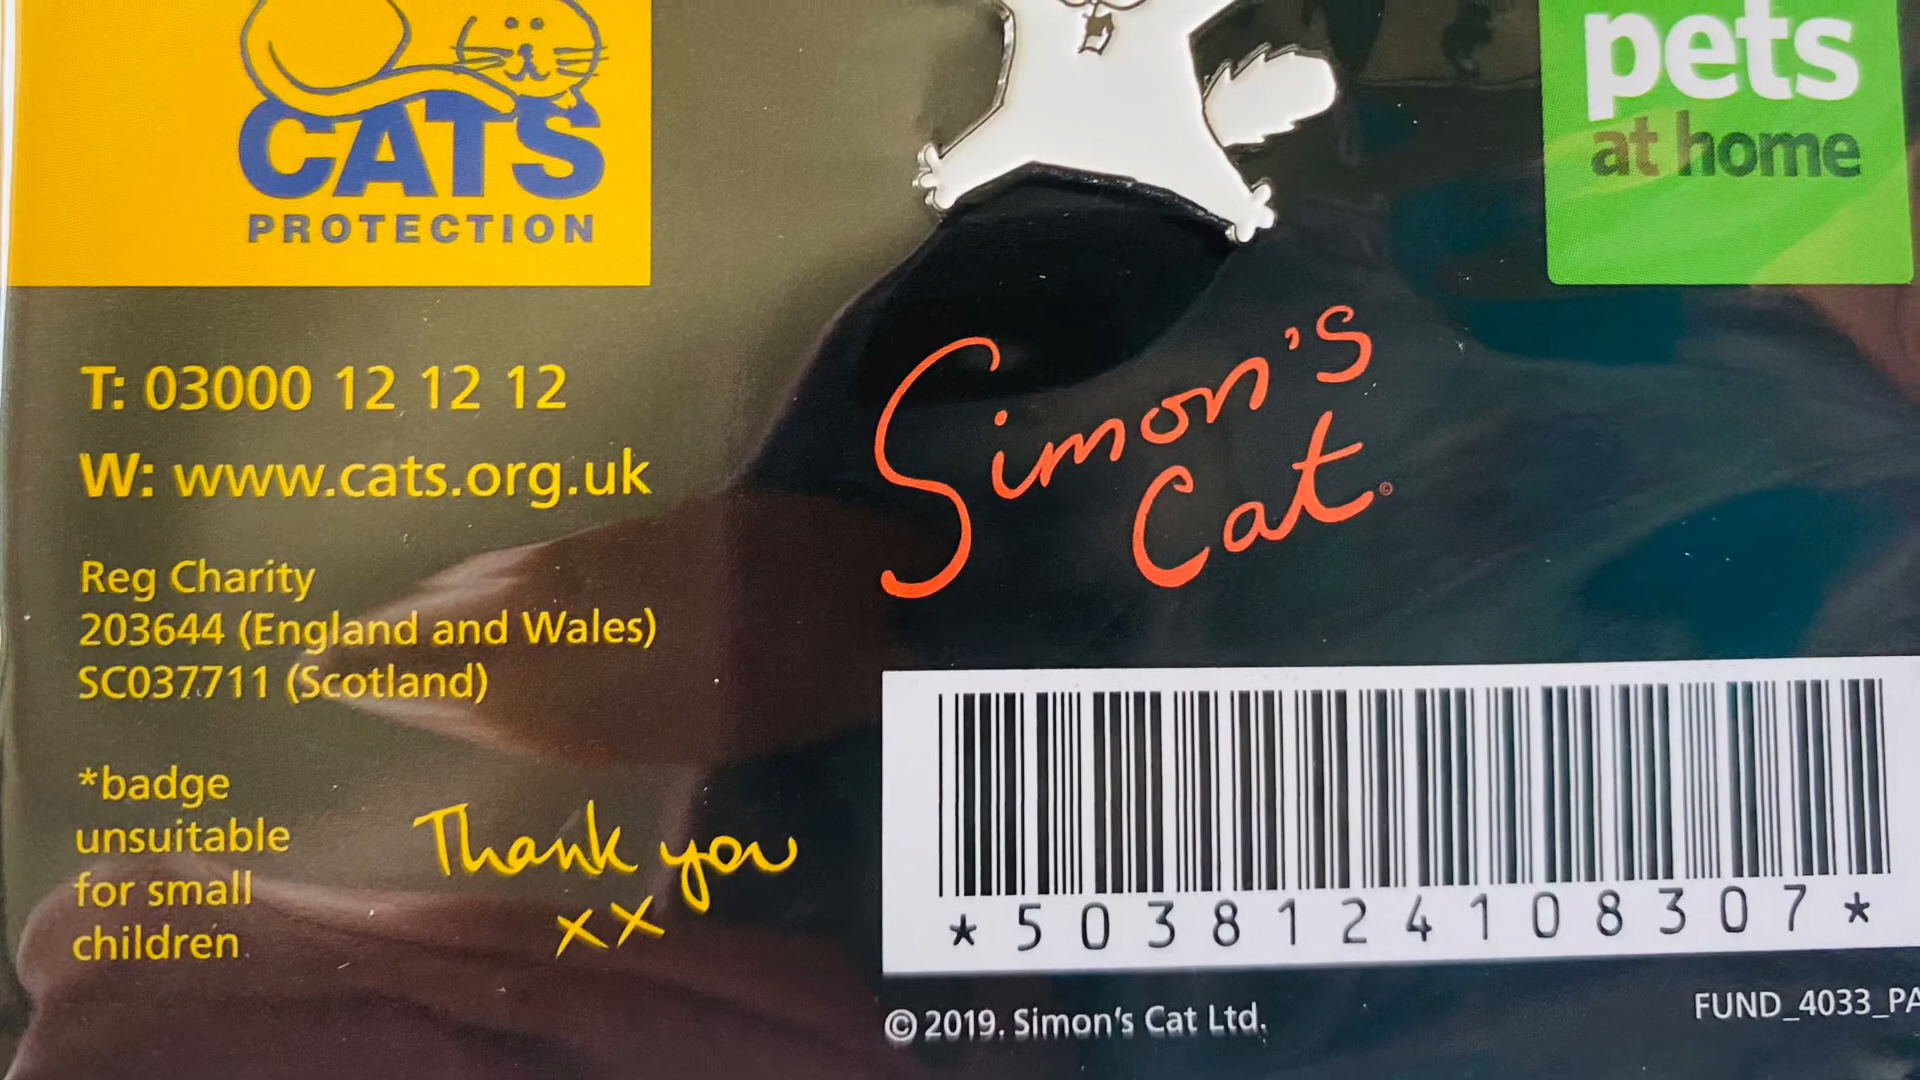 CATS
PROTECTION
pets
at home
T: 03000 12 12 12
W: www.cats.org.uk
Reg Charity
203644 (England and Wales)
SC037711 (Scotland)
*badge
unsuitable
for small
children
Thank you
xx
Simon's
Cat©
*5038124108307*
© 2019. Simon's Cat Ltd.
FUND_4033_PA